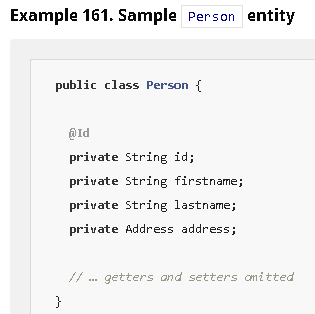 Example 161. Sample Person entity
public class Person {
@Id
private String id;
private String firstname;
private String lastname;
private Address address;
// … getters and setters omitted
}